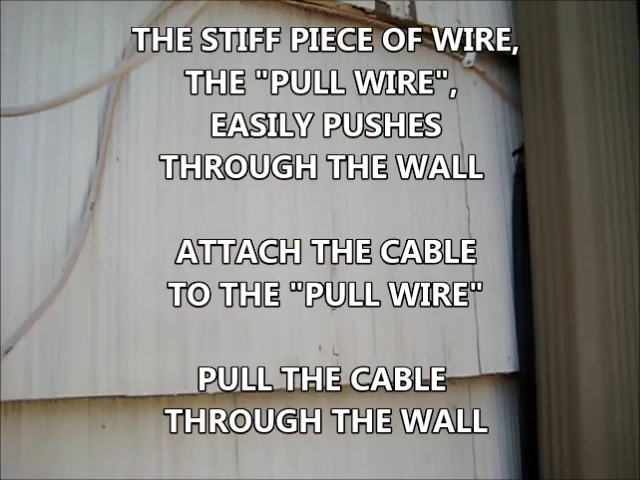 THE STIFF PIECE OF WIRE,
THE "PULL WIRE",
EASILY PUSHES
THROUGH THE WALL
ATTACH THE CABLE
TO THE "PULL WIRE"
PULL THE CABLE
THROUGH THE WALL